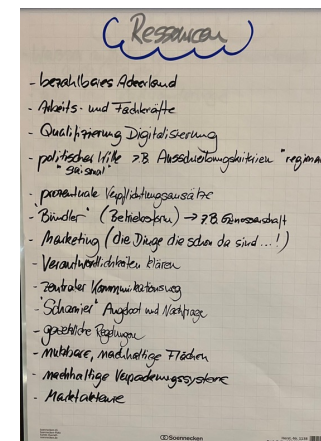 Ressourcen
- bezahlbares Ackerland
- Arbeits- und Fachkräfte
- Qualifizierung Digitalisierung
- politischer Wille z.B. Ausschreibungskriterien "regional
"saisonal"
- prozentuale Verpflichtungsansätze
- "Bündler" (Betriebsform) → z.B. Genossenschaft
- Marketing (die Dinge die schon da sind...!)
- Verantwortlichkeiten klären
- zentraler Kommunikationsweg
- "Scharnier" Angebot und Nachfrage
- gesetzliche Regelungen
- nutzbare, nachhaltige Flächen
- nachhaltige Verpackungssysteme
- Marktakteure
Soennecken